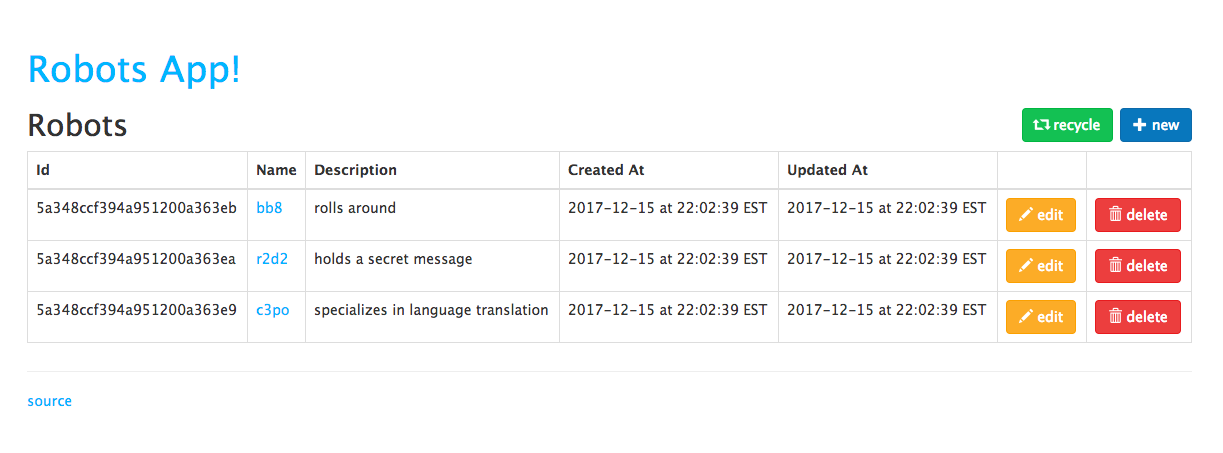 Robots App!
Robots
recycle
new
Id Name Description Created At Updated At
5a348ccf394a951200a363eb bb8 rolls around 2017-12-15 at 22:02:39 EST 2017-12-15 at 22:02:39 EST edit delete
5a348ccf394a951200a363ea r2d2 holds a secret message 2017-12-15 at 22:02:39 EST 2017-12-15 at 22:02:39 EST edit delete
5a348ccf394a951200a363e9 c3po specializes in language translation 2017-12-15 at 22:02:39 EST 2017-12-15 at 22:02:39 EST edit delete
source